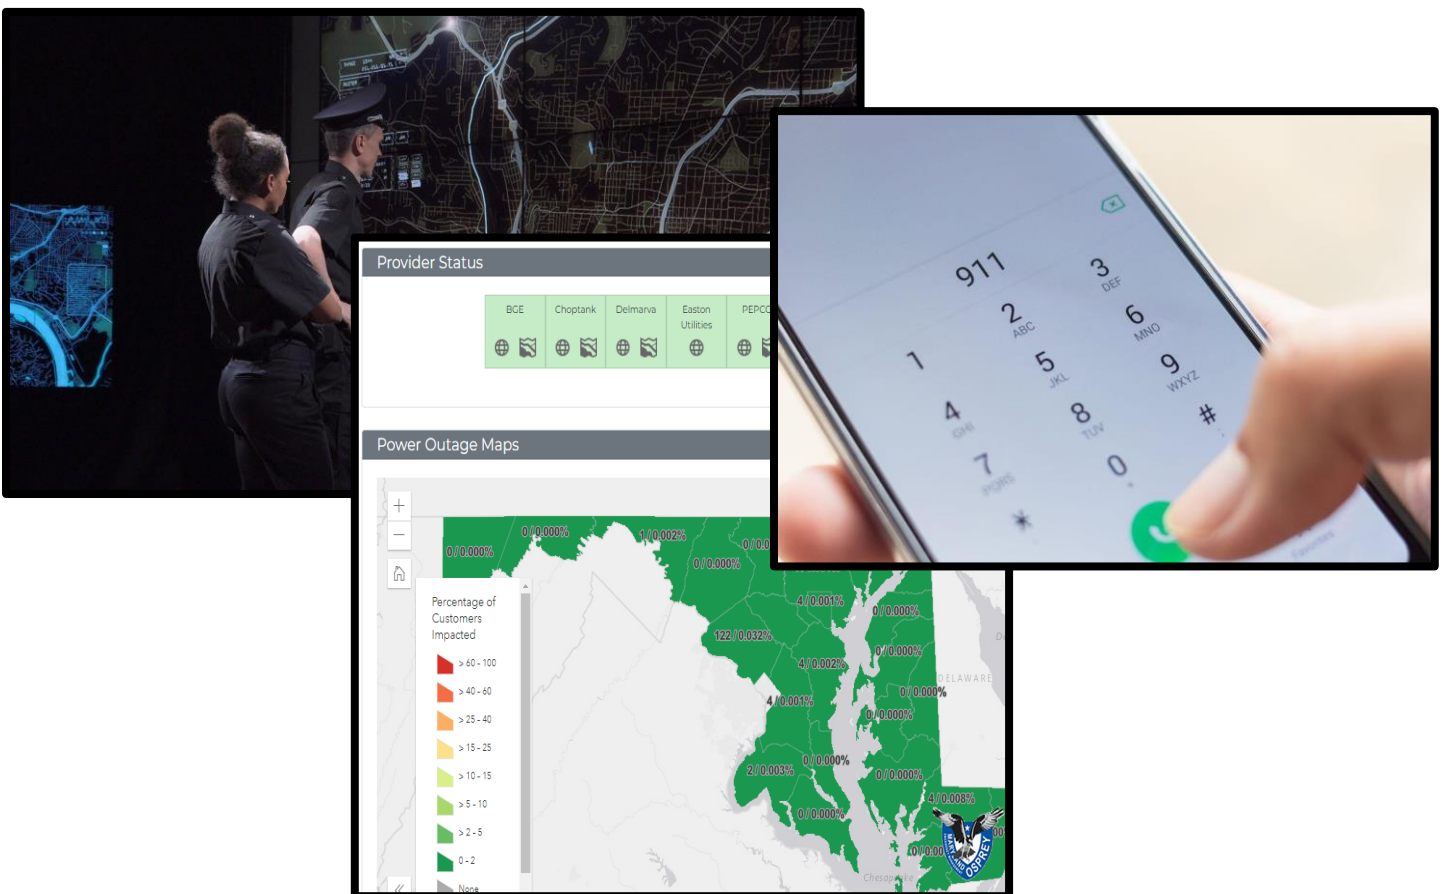 Provider Status
BGE
Choptank
Delmarva
Easton
Utilities
PEPCO
Power Outage Maps
+
−
0 / 0.000%
0 / 0.000%
1 / 0.002%
0 / 0.000%
4 / 0.001%
0 / 0.000%
122 / 0.032%
0 / 0.000%
4 / 0.002%
0 / 0.000%
4 / 0.001%
0 / 0.000%
2 / 0.003%
0 / 0.000%
0 / 0.000%
0 / 0.000%
4 / 0.008%
DELAWARE
Chesapeake
MARYLAND
OSPREY
Percentage of
Customers
Impacted
> 60 - 100
> 40 - 60
> 25 - 40
> 15 - 25
> 10 - 15
> 5 - 10
> 2 - 5
0 - 2
None
911
1
2
ABC
3
DEF
4
GHI
5
JKL
6
MNO
7
PQRS
8
TUV
9
WXYZ
*
0
#
Favorites